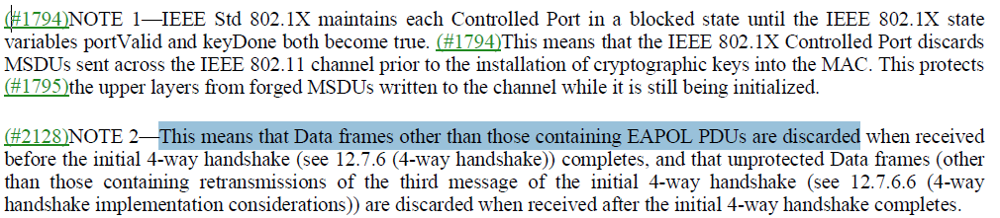 (#1794)NOTE 1—IEEE Std 802.1X maintains each Controlled Port in a blocked state until the IEEE 802.1X state
variables portValid and keyDone both become true. (#1794)This means that the IEEE 802.1X Controlled Port discards
MSDUs sent across the IEEE 802.11 channel prior to the installation of cryptographic keys into the MAC. This protects
(#1795)the upper layers from forged MSDUs written to the channel while it is still being initialized.
(#2128)NOTE 2—This means that Data frames other than those containing EAPOL PDUs are discarded when received
before the initial 4-way handshake (see 12.7.6 (4-way handshake)) completes, and that unprotected Data frames (other
than those containing retransmissions of the third message of the initial 4-way handshake (see 12.7.6.6 (4-way
handshake implementation considerations)) are discarded when received after the initial 4-way handshake completes.